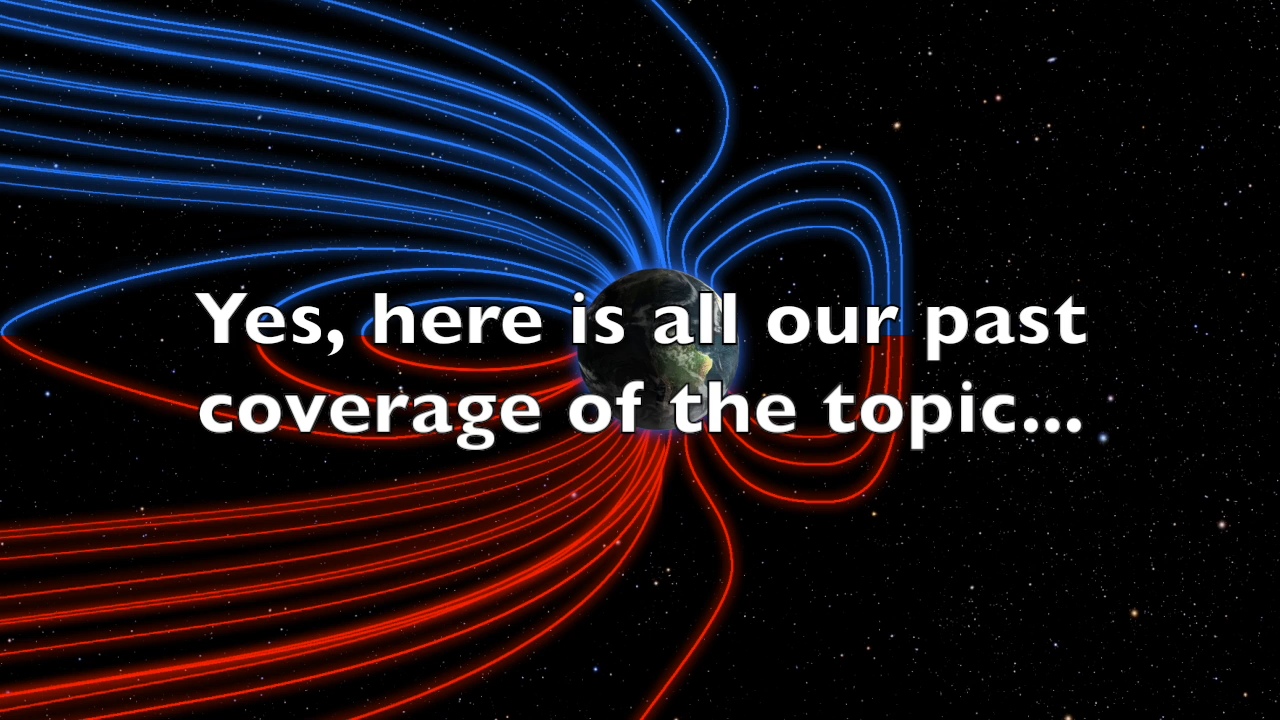 Yes, here is all our past
coverage of the topic...